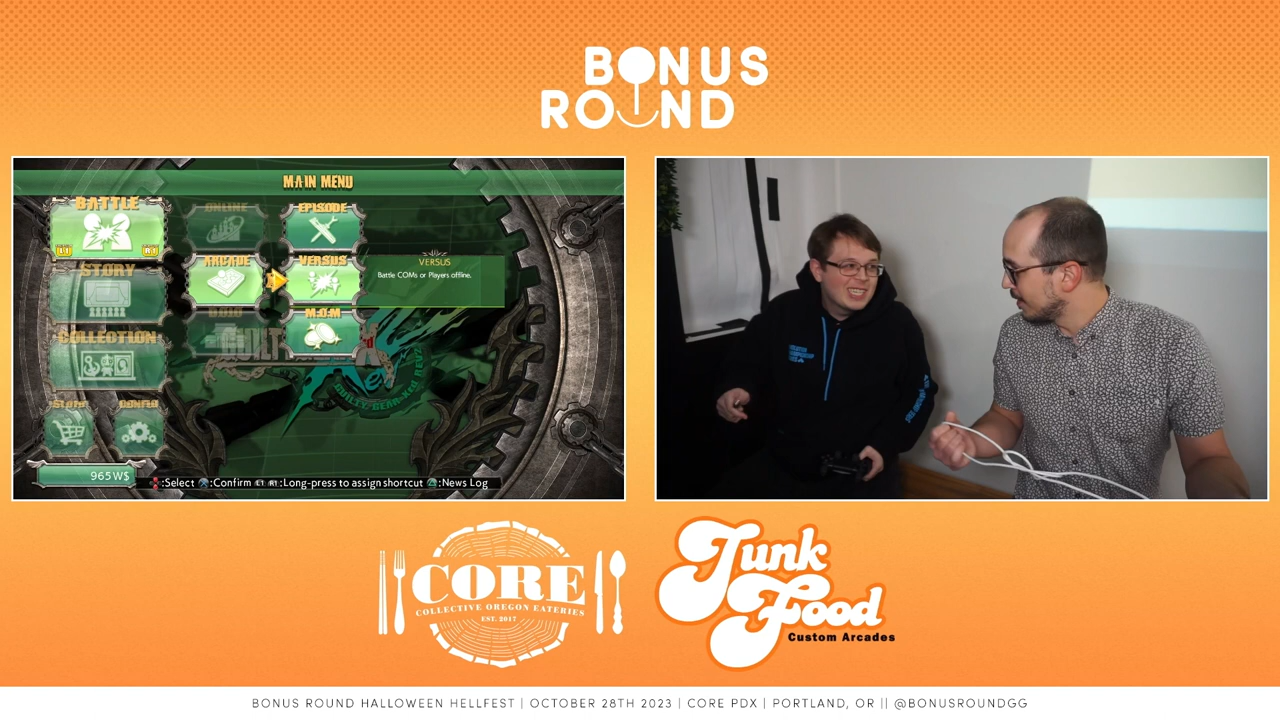 BONUS
ROUND
MAIN MENU
BATTLE
ONLINE
EPISODE
STORY
ARCADE
VERSUS
VERSUS
Battle COMs or Players offline.
M.O.M
COLLECTION
965W$
:Select :Confirm L1 R1 :Long-press to assign shortcut :News Log
CORE
COLLECTIVE OREGON EATERIES
EST. 2017
Junk
Food
Custom Arcades
BONUS ROUND HALLOWEEN HELLFEST | OCTOBER 28TH 2023 | CORE PDX | PORTLAND, OR || @BONUSROUNDGG